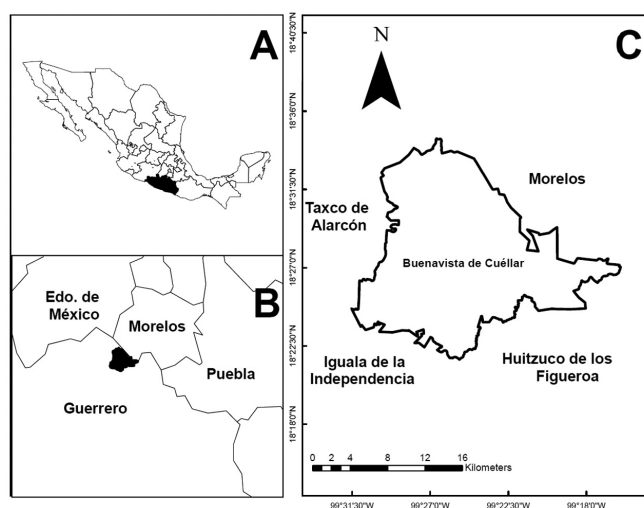 A
B
Edo. de
México
Morelos
Puebla
Guerrero
C
N
Morelos
Taxco de
Alarcón
Buenavista de Cuéllar
Iguala de la
Independencia
Huitzuco de los
Figueroa
0 1 2 3 4 8 12 16
Kilometers
18°40'30"N
18°36'0"N
18°31'30"N
18°27'0"N
18°22'30"N
18°18'0"N
99°31'30"W 99°27'0"W 99°22'30"W 99°18'0"W